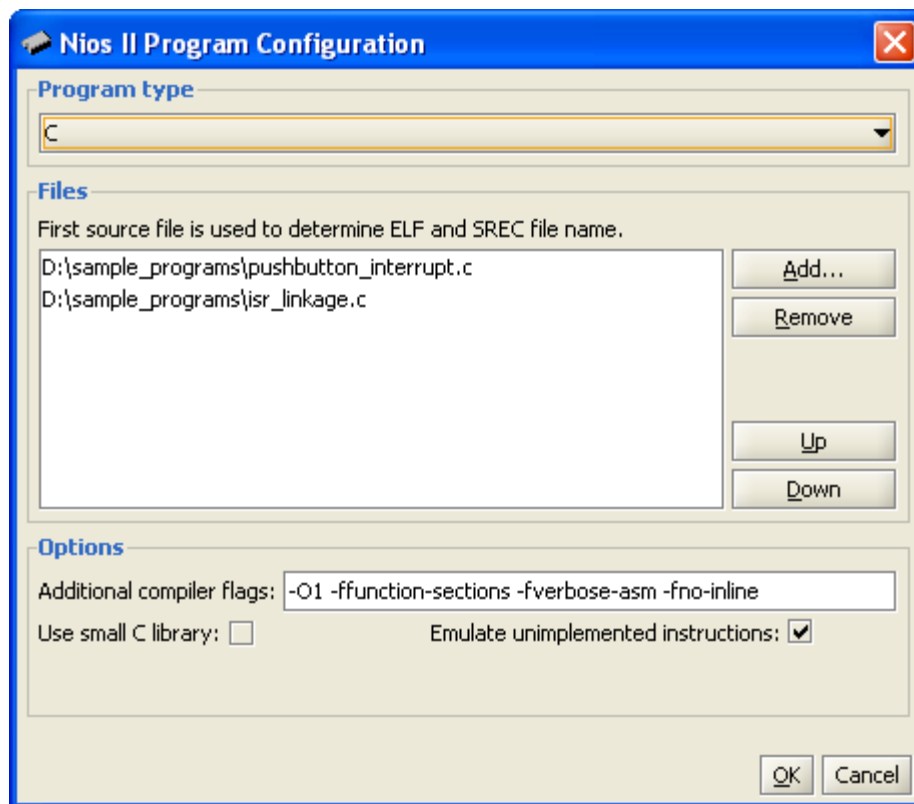 Nios II Program Configuration
Program type
C
Files
First source file is used to determine ELF and SREC file name.
D:\sample_programs\pushbutton_interrupt.c
D:\sample_programs\isr_linkage.c
Add...
Remove
Up
Down
Options
Additional compiler flags: -O1 -ffunction-sections -fverbose-asm -fno-inline
Use small C library: Emulate unimplemented instructions:
OK Cancel